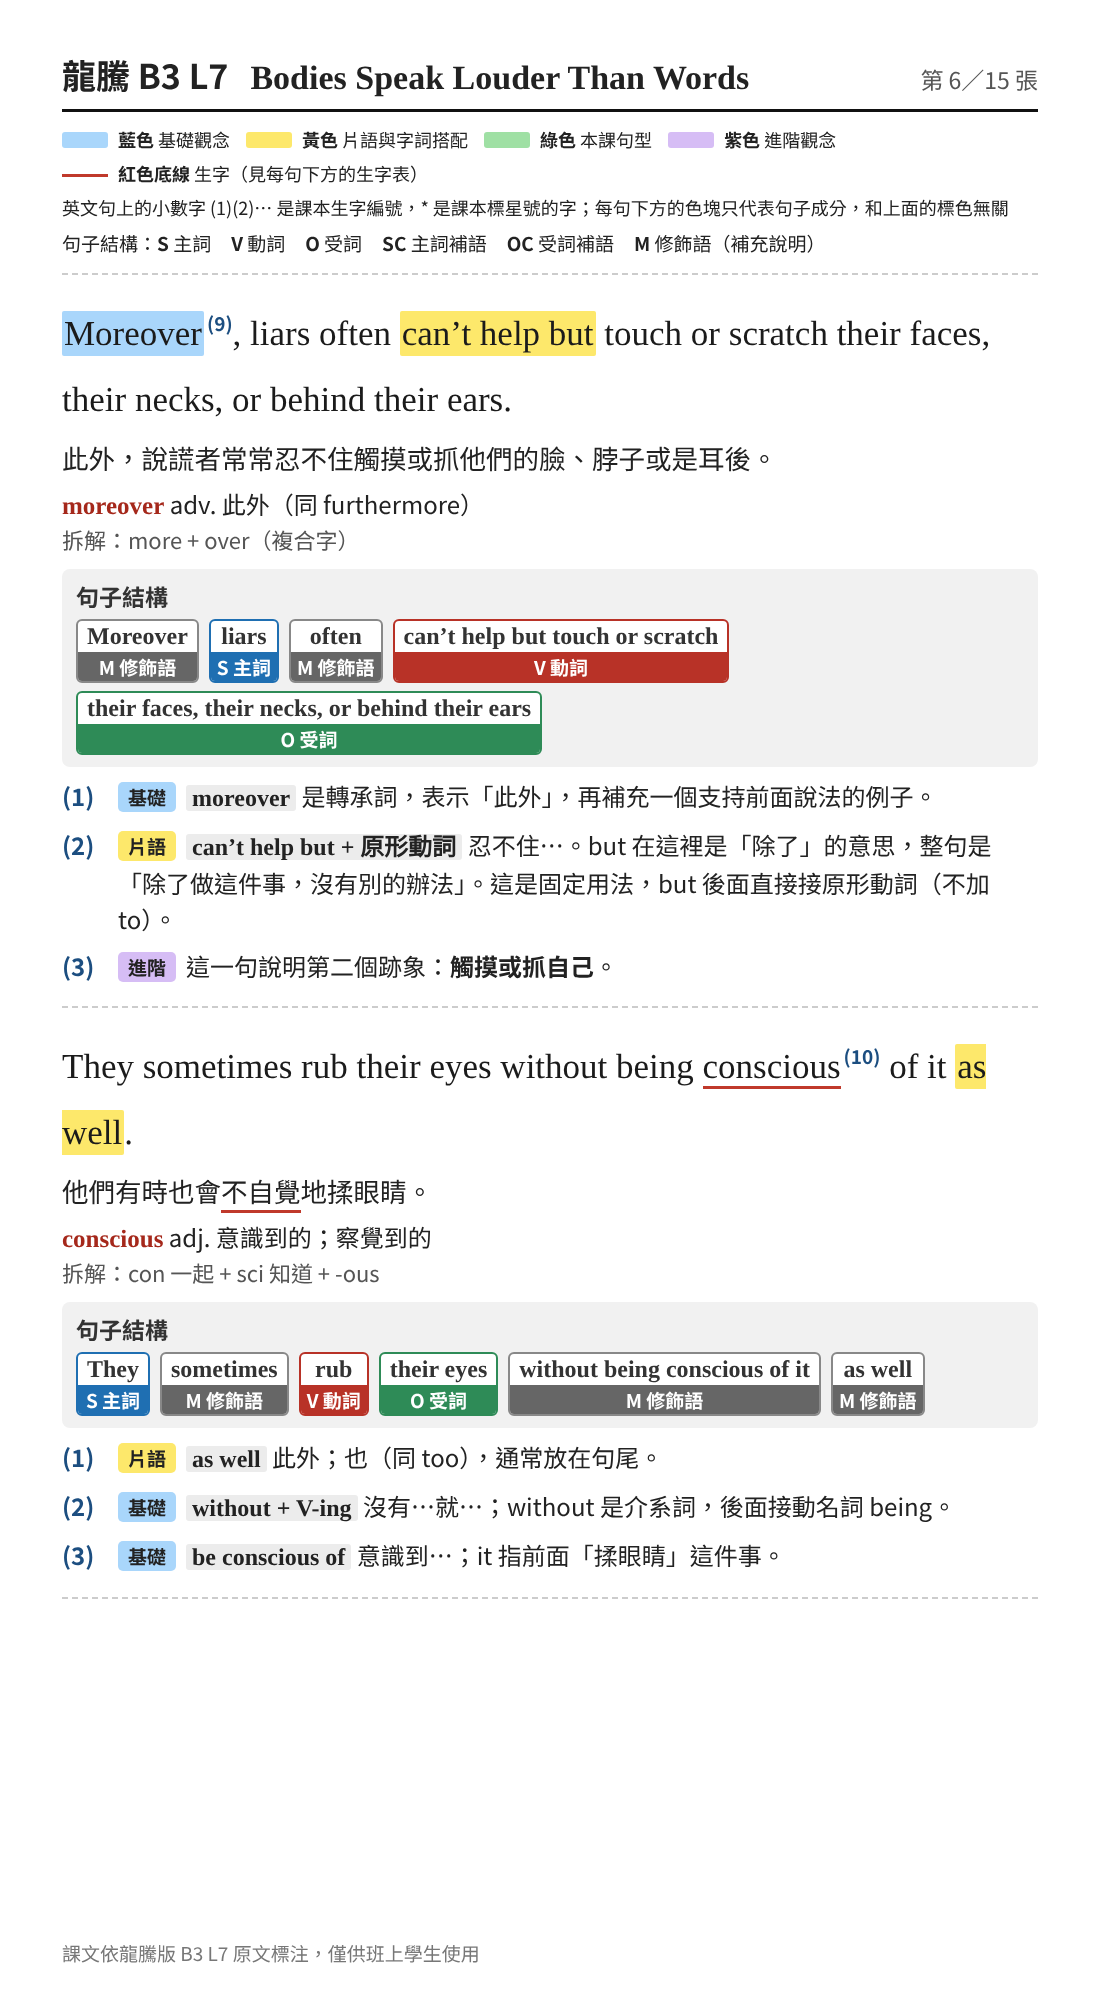 龍騰 B3 L7 Bodies Speak Louder Than Words 第 6／15 張
藍色 基礎觀念 黃色 片語與字詞搭配 綠色 本課句型 紫色 進階觀念
紅色底線 生字（見每句下方的生字表）
英文句上的小數字 (1)(2)⋯ 是課本生字編號，* 是課本標星號的字；每句下方的色塊只代表句子成分，和上面的標色無關
句子結構：S 主詞 V 動詞 O 受詞 SC 主詞補語 OC 受詞補語 M 修飾語（補充說明）
Moreover(9), liars often can’t help but touch or scratch their faces,
their necks, or behind their ears.
此外，說謊者常常忍不住觸摸或抓他們的臉、脖子或是耳後。
moreover adv. 此外（同 furthermore）
拆解：more + over（複合字）
句子結構
Moreover liars often can’t help but touch or scratch
M 修飾語 S 主詞 M 修飾語 V 動詞
their faces, their necks, or behind their ears
O 受詞
(1) 基礎 moreover 是轉承詞，表示「此外」，再補充一個支持前面說法的例子。
(2) 片語 can’t help but + 原形動詞 忍不住⋯。but 在這裡是「除了」的意思，整句是
「除了做這件事，沒有別的辦法」。這是固定用法，but 後面直接接原形動詞（不加
to）。
(3) 進階 這一句說明第二個跡象：觸摸或抓自己。
They sometimes rub their eyes without being conscious(10) of it as
well.
他們有時也會不自覺地揉眼睛。
conscious adj. 意識到的；察覺到的
拆解：con 一起 + sci 知道 + -ous
句子結構
They sometimes rub their eyes without being conscious of it as well
S 主詞 M 修飾語 V 動詞 O 受詞 M 修飾語 M 修飾語
(1) 片語 as well 此外；也（同 too），通常放在句尾。
(2) 基礎 without + V-ing 沒有⋯就⋯；without 是介系詞，後面接動名詞 being。
(3) 基礎 be conscious of 意識到⋯；it 指前面「揉眼睛」這件事。
課文依龍騰版 B3 L7 原文標注，僅供班上學生使用